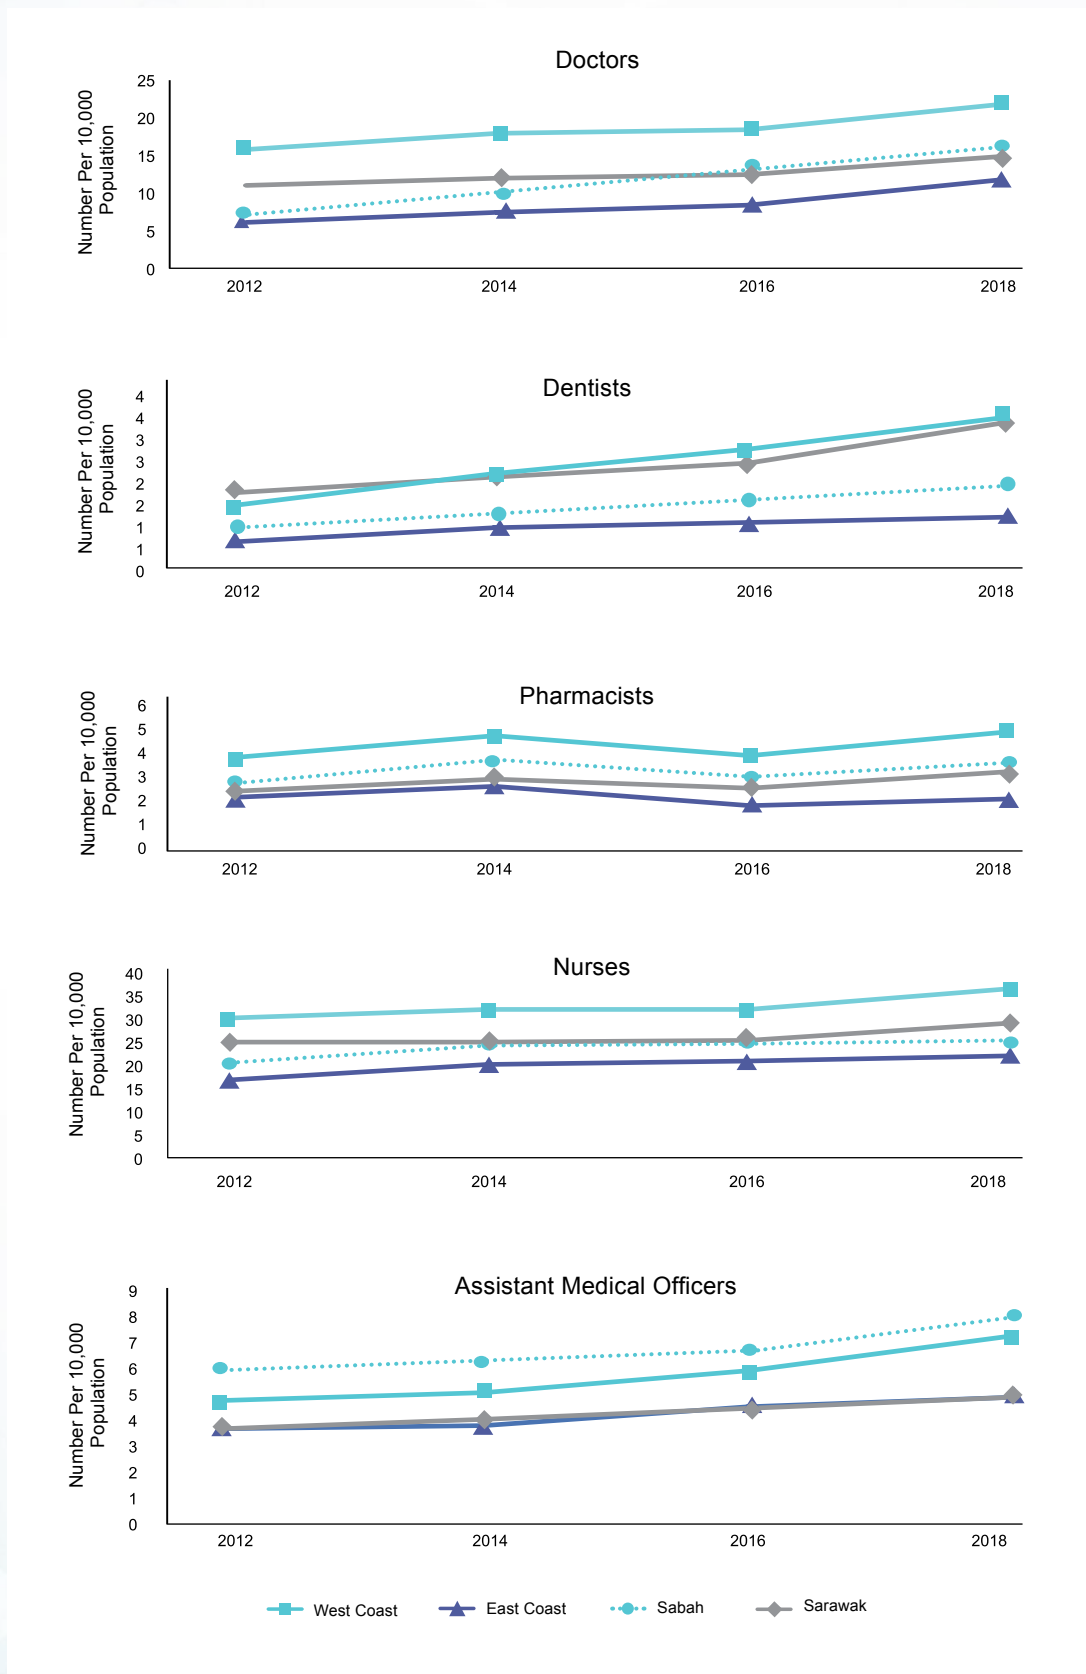 Doctors
Number Per 10,000
Population
25
20
15
10
5
0
2012 2014 2016 2018
Dentists
Number Per 10,000
Population
4
4
3
3
2
2
1
1
0
2012 2014 2016 2018
Pharmacists
Number Per 10,000
Population
6
5
4
3
2
1
0
2012 2014 2016 2018
Nurses
Number Per 10,000
Population
40
35
30
25
20
15
10
5
0
2012 2014 2016 2018
Assistant Medical Officers
Number Per 10,000
Population
9
8
7
6
5
4
3
2
1
0
2012 2014 2016 2018
West Coast East Coast Sabah Sarawak